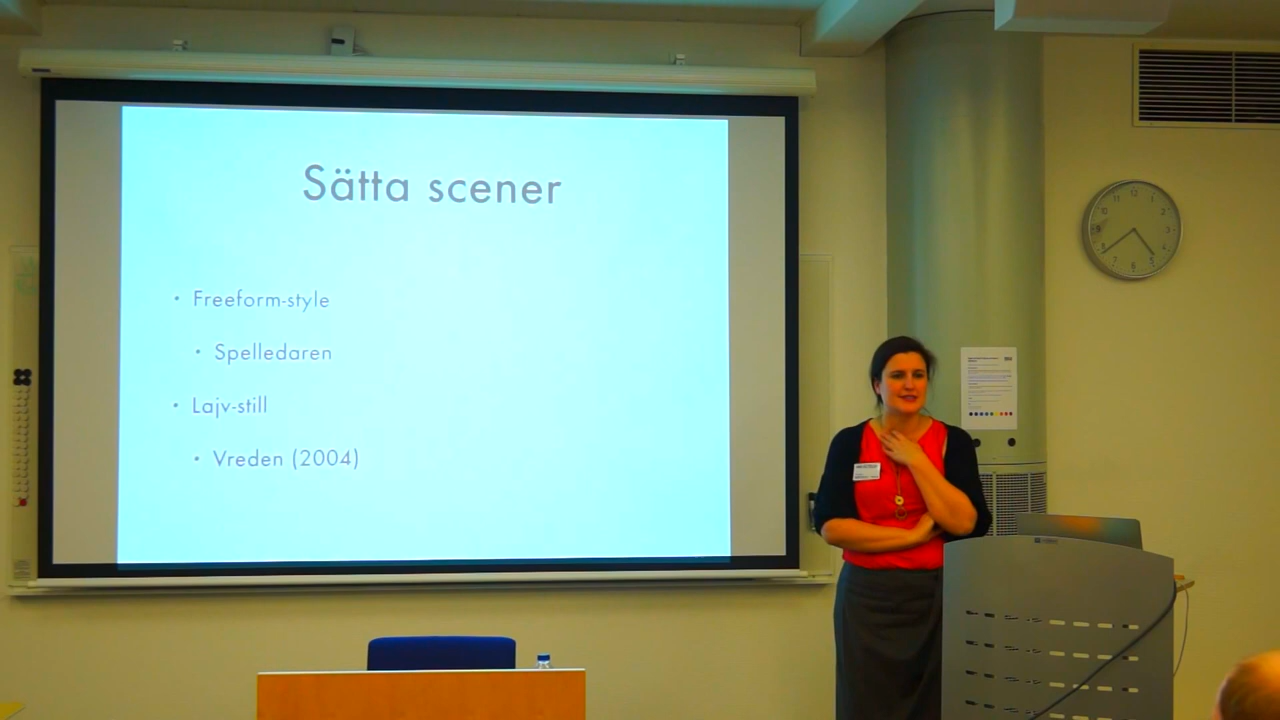 Sätta scener
• Freeform-style
• Spelledaren
• Lajv-still
• Vreden (2004)